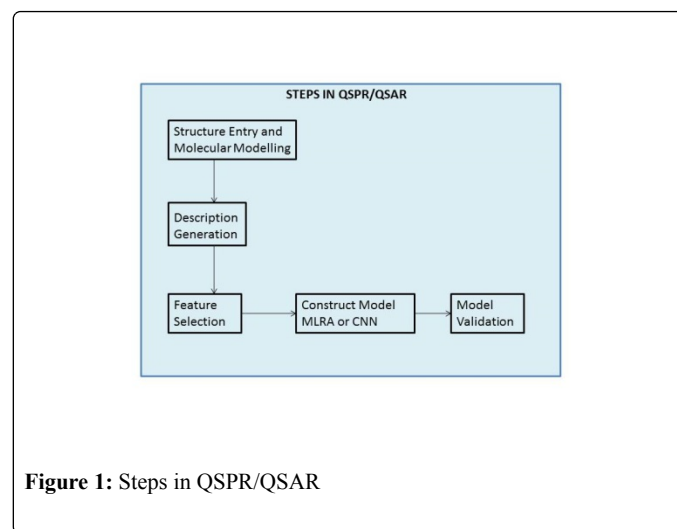 STEPS IN QSPR/QSAR
Structure Entry and
Molecular Modelling
Description
Generation
Feature
Selection
Construct Model
MLRA or CNN
Model
Validation
Figure 1: Steps in QSPR/QSAR